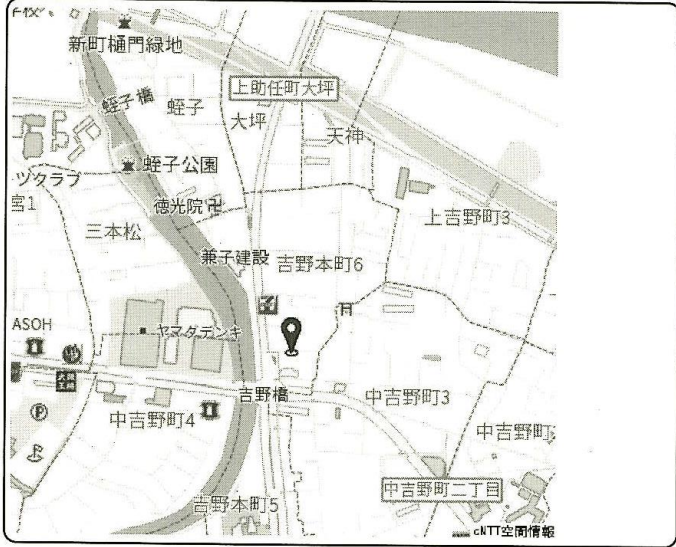 新町樋門緑地
上助任町大坪
蛭子橋
蛭子
大坪
天神
蛭子公園
ツクラブ
宮1
徳光院卍
上吉野町3
三本松
兼子建設
吉野本町6
ASOH
ヤマダデンキ
吉野橋
中吉野町3
中吉野町4
P
中吉野町
中吉野町二丁目
吉野本町5
cNTT空間情報